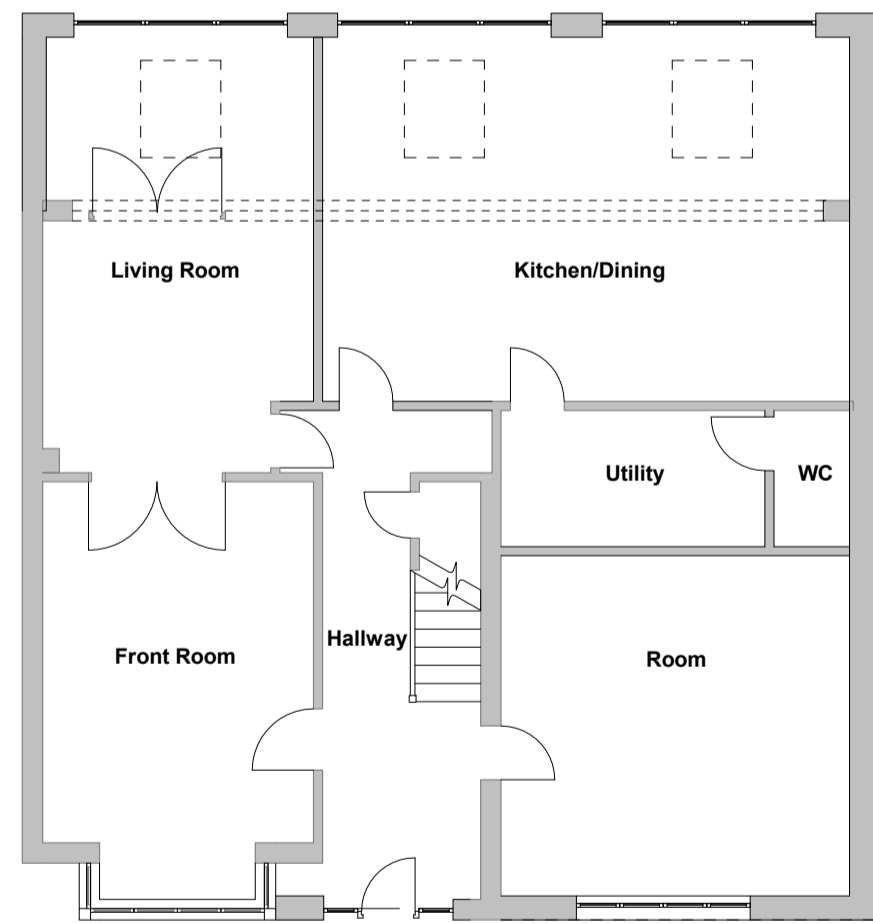 Living Room
Kitchen/Dining
Utility
WC
Hallway
Front Room
Room